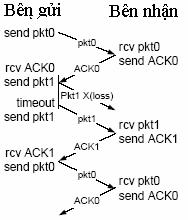 Bên gửi Bên nhận
send pkt0
pkt0
rcv pkt0
send ACK0
ACK0
rcv ACK0
send pkt1
Pkt1 X(loss)
timeout
send pkt1
pkt1
rcv pkt1
send ACK1
ACK1
rcv ACK1
send pkt0
pkt0
rcv pkt0
send ACK0
ACK0